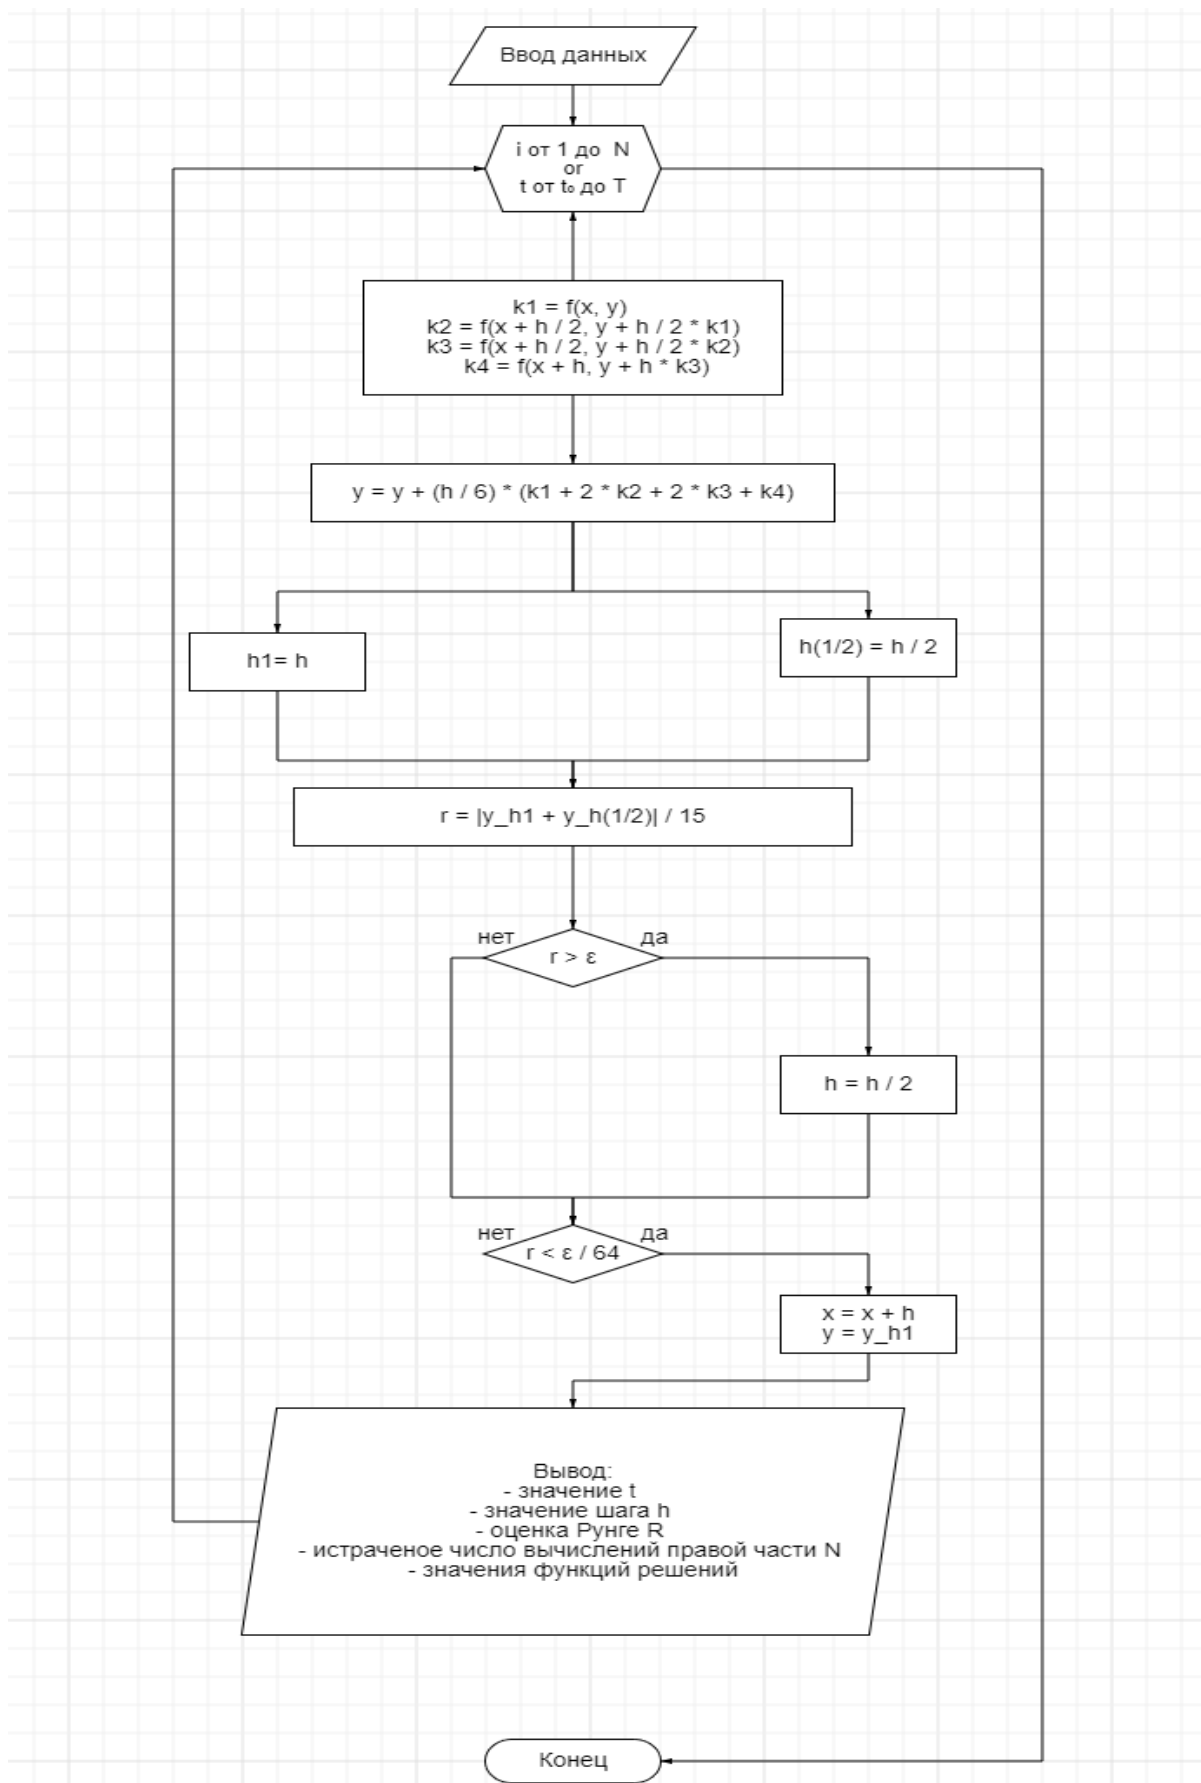 Ввод данных
i от 1 до N
or
t от t₀ до T
k1 = f(x, y)
k2 = f(x + h / 2, y + h / 2 * k1)
k3 = f(x + h / 2, y + h / 2 * k2)
k4 = f(x + h, y + h * k3)
y = y + (h / 6) * (k1 + 2 * k2 + 2 * k3 + k4)
h1= h
h(1/2) = h / 2
r = |y_h1 + y_h(1/2)| / 15
нет
да
r > ε
h = h / 2
нет
да
r < ε / 64
x = x + h
y = y_h1
Вывод:
- значение t
- значение шага h
- оценка Рунге R
- истраченое число вычислений правой части N
- значения функций решений
Конец